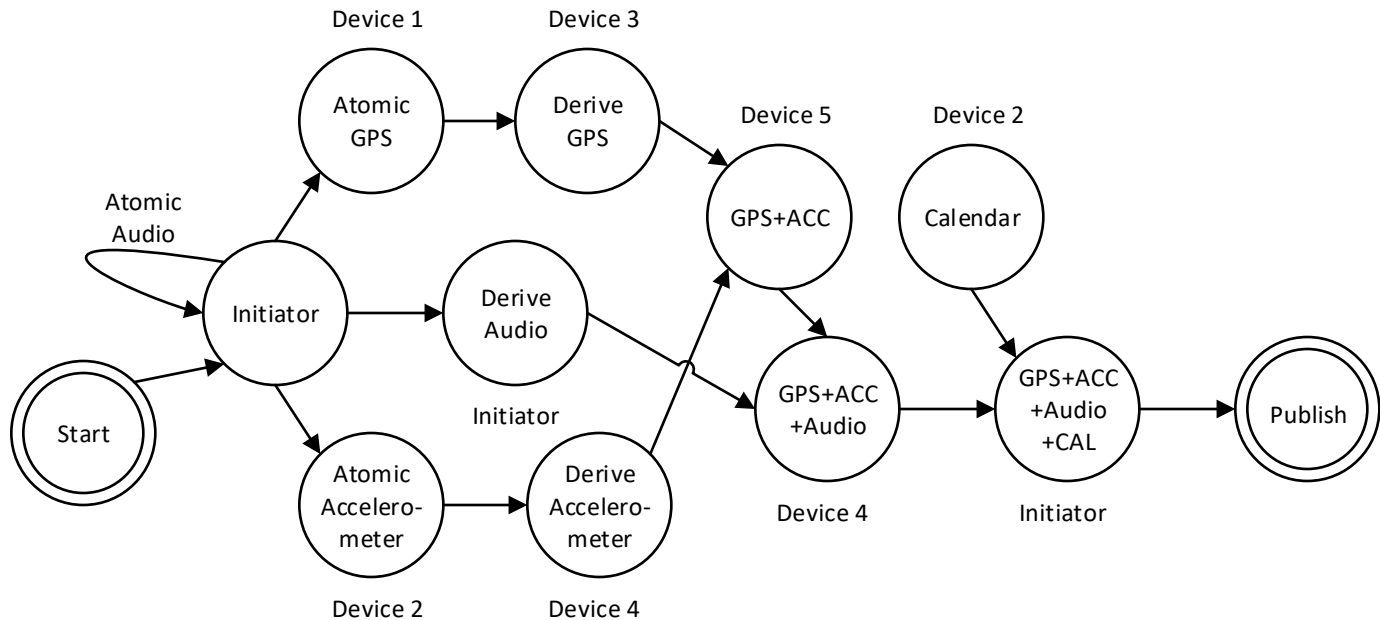 Device 1
Device 3
Atomic
GPS
Derive
GPS
Device 5
Device 2
GPS+ACC
Calendar
Atomic
Audio
Initiator
Derive
Audio
Initiator
Start
GPS+ACC
+Audio
Device 4
GPS+ACC
+Audio
+CAL
Initiator
Publish
Atomic
Accelero-
meter
Device 2
Derive
Accelero-
meter
Device 4